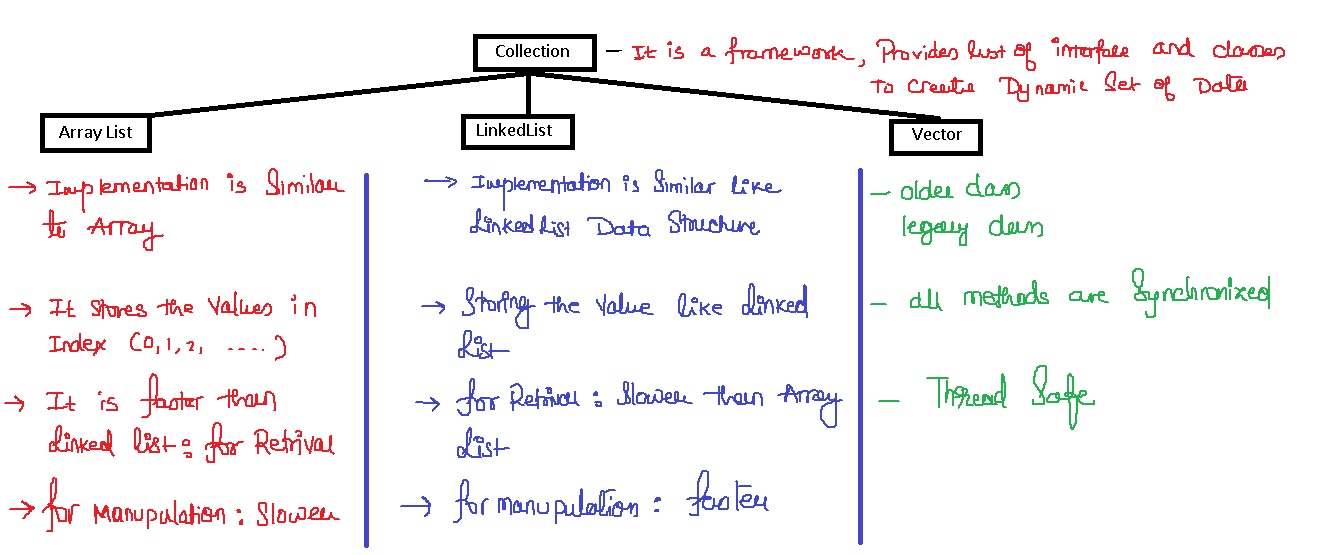 Collection
– It is a framework, Provides list of interface and classes
to Create Dynamic Set of Data
Array List
LinkedList
Vector
→ Implementation is Similar
to Array
→ It stores the Values in
Index (0, 1, 2, .....)
→ It is faster than
Linked list : for Retrival
→ for Manupulation : Slower
→ Implementation is Similar like
Linked list Data Structure
→ Storing the Value like Linked
List
→ for Retrival : Slower than Array
List
→ for manupulation : faster
– older class
legacy class
– all methods are Synchronized
– Thread Safe